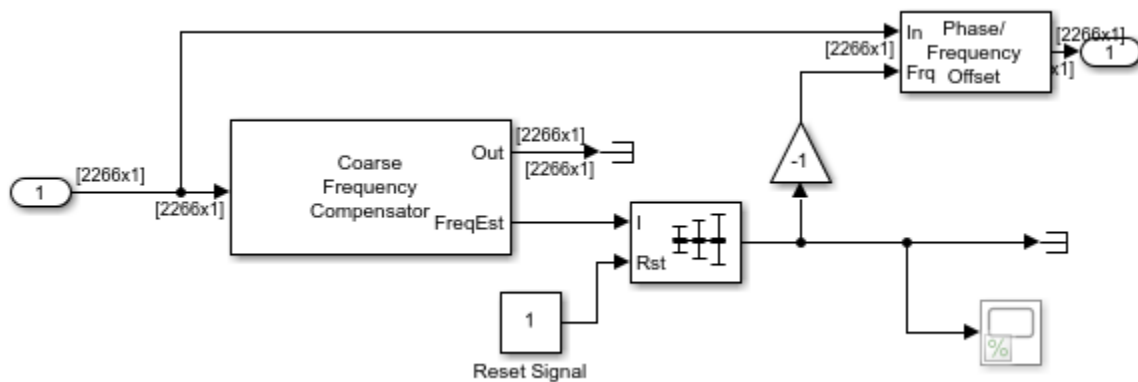 In
Phase/
Frequency
Offset
Frq
[2266x1]
[2266x1]
1
x1]
-1
[2266x1]
1
[2266x1]
Coarse
Frequency
Compensator
Out
FreqEst
[2266x1]
[2266x1]
I
Rst
1
Reset Signal
%